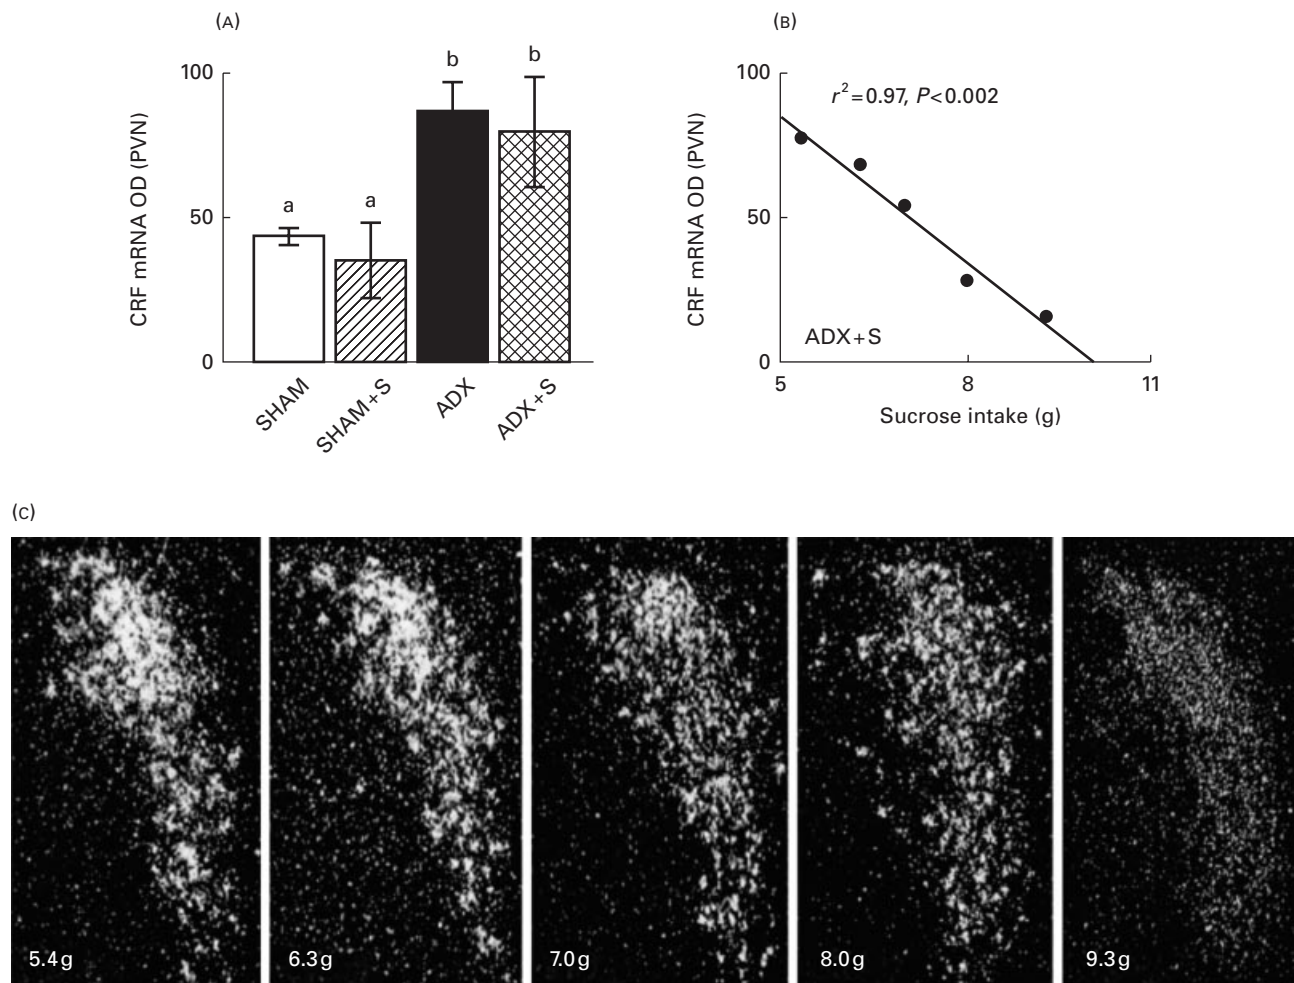 (A)
CRF mRNA OD (PVN)
100
50
0
a
a
b
b
SHAM
SHAM+S
ADX
ADX+S
(B)
CRF mRNA OD (PVN)
100
50
0
r²=0.97, P<0.002
ADX+S
5
8
11
Sucrose intake (g)
(C)
5.4g
6.3g
7.0g
8.0g
9.3g